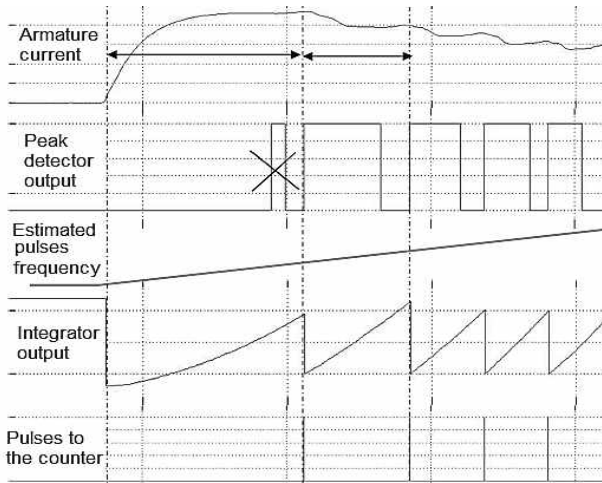 Armature
current
Peak
detector
output
Estimated
pulses
frequency
Integrator
output
Pulses to
the counter